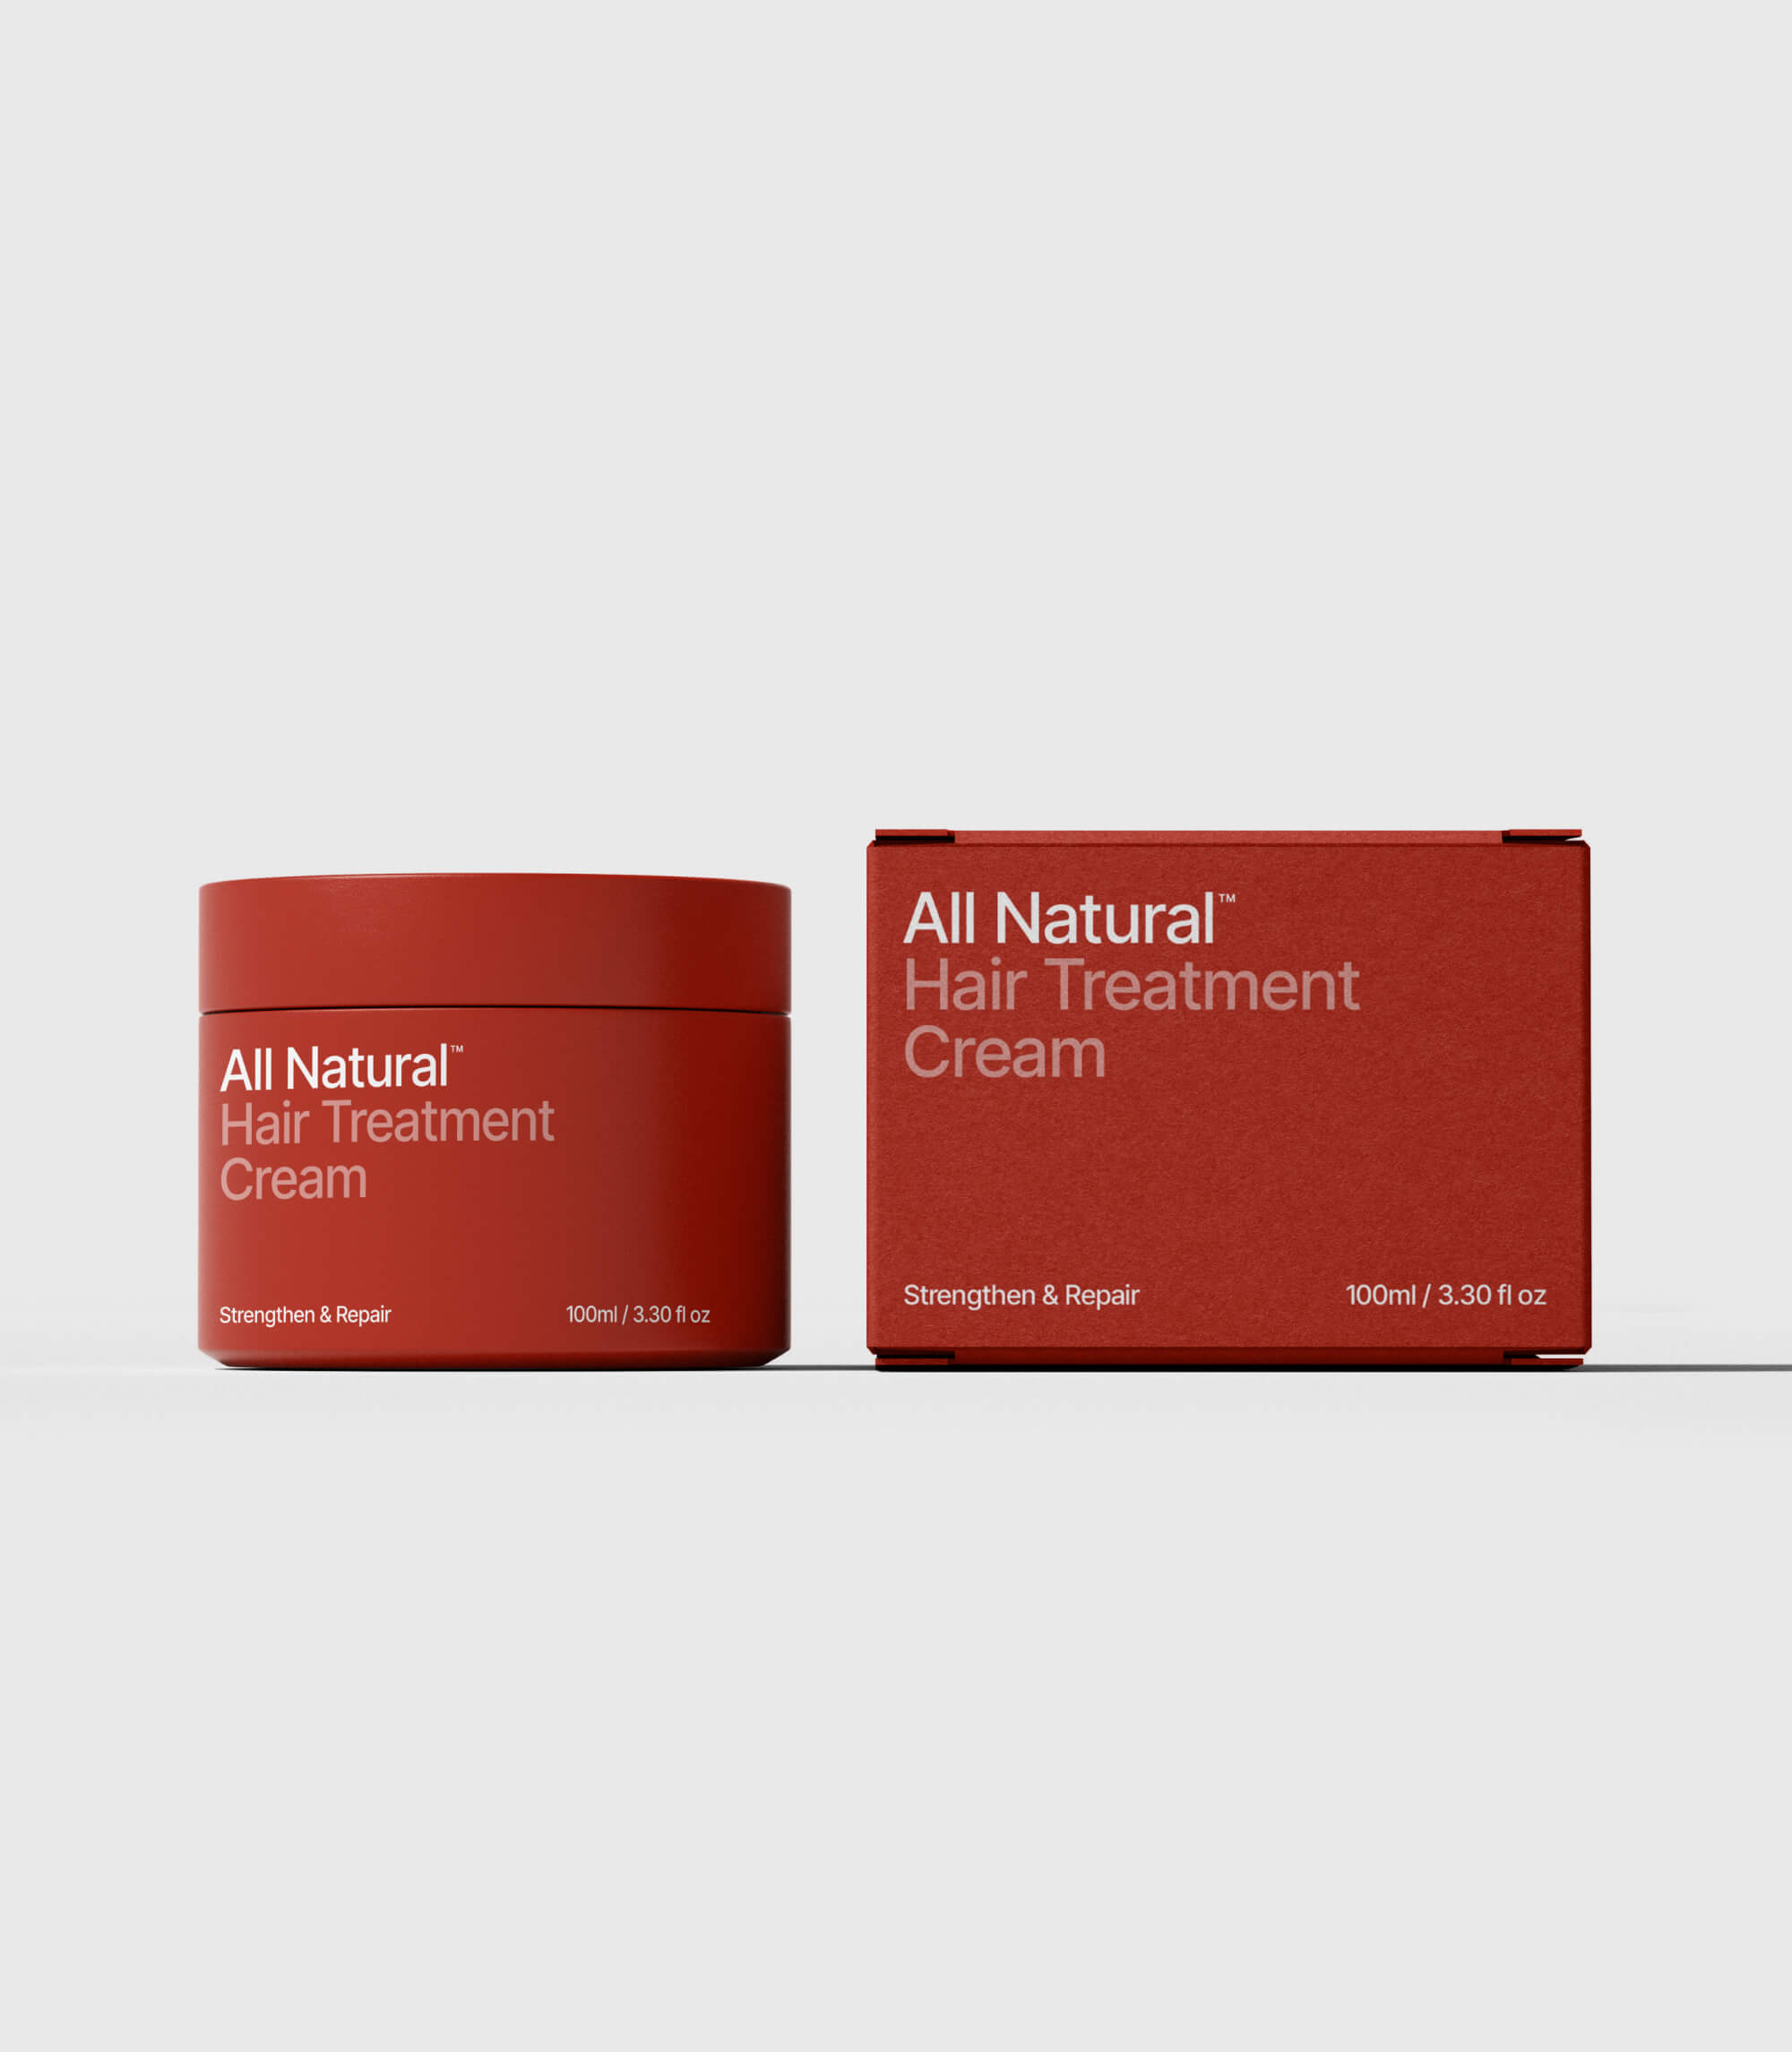 All Natural™
Hair Treatment
Cream
Strengthen & Repair 100ml / 3.30 fl oz
All Natural™
Hair Treatment
Cream
Strengthen & Repair 100ml / 3.30 fl oz